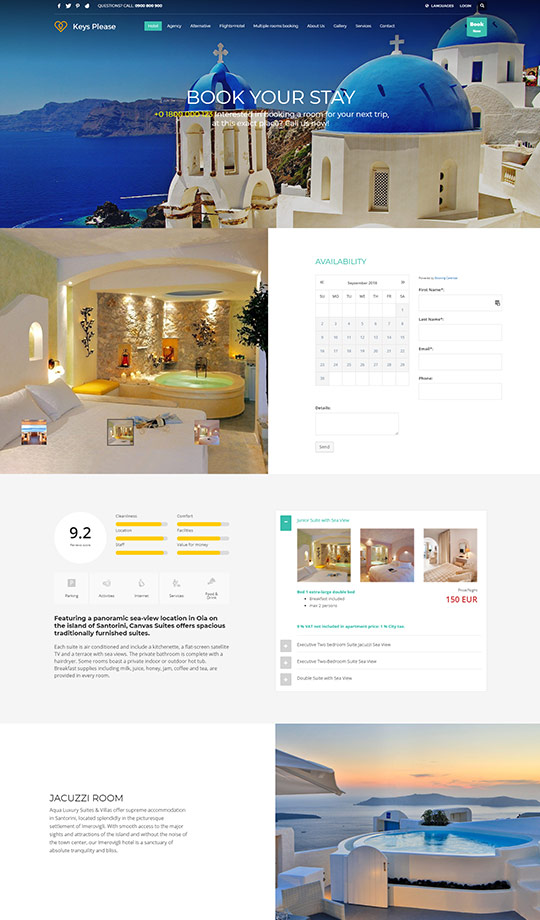 QUESTIONS? CALL: 0900 800 900
LANGUAGES
LOGIN
Keys Please
Hotel
Agency
Alternative
Flight+Hotel
Multiple rooms booking
About Us
Gallery
Services
Contact
Book
Now
BOOK YOUR STAY
+0 1800 000 123 Interested in booking a room for your next trip,
at this exact place? Call us now!
AVAILABILITY
« September 2018 »
SU MO TU WE TH FR SA
1
2 3 4 5 6 7 8
9 10 11 12 13 14 15
16 17 18 19 20 21 22
23 24 25 26 27 28 29
30
Powered by Booking Calendar
First Name*:
Last Name*:
Email*:
Phone:
Details:
Send
9.2
Cleanliness
Comfort
Location
Facilities
Staff
Value for Money
Parking
Activities
Internet
Services
Food &
Drink
Featuring a panoramic sea-view location in Oia on
the island of Santorini, Canvas Suites offers spacious
traditionally furnished suites.
Each suite is air conditioned and include a kitchenette, a flat-screen satellite
TV and a terrace with sea views. The private bathroom is complete with a
hairdryer. Some rooms boast a private indoor or outdoor hot tub.
Breakfast supplies including milk, juice, honey, jam, coffee and tea, are
provided in every room.
Junior Suite with Sea View
Bed 1 extra-large double bed
Breakfast included
max 2 persons
Price/Night
150 EUR
9 % VAT not included in apartment price: 1 % City tax
Executive Two bedroom Suite Jacuzzi Sea View
Executive Two-Bedroom Suite Sea View
Double Suite with Sea View
JACUZZI ROOM
Aqua Luxury Suites & Villas offer supreme accommodation
in Santorini, located splendidly in the picturesque
settlement of Imerovigli. With smooth access to the major
sights and attractions of the island and without the noise of
the town center, our Imerovigli hotel is a sanctuary of
absolute tranquility and bliss.